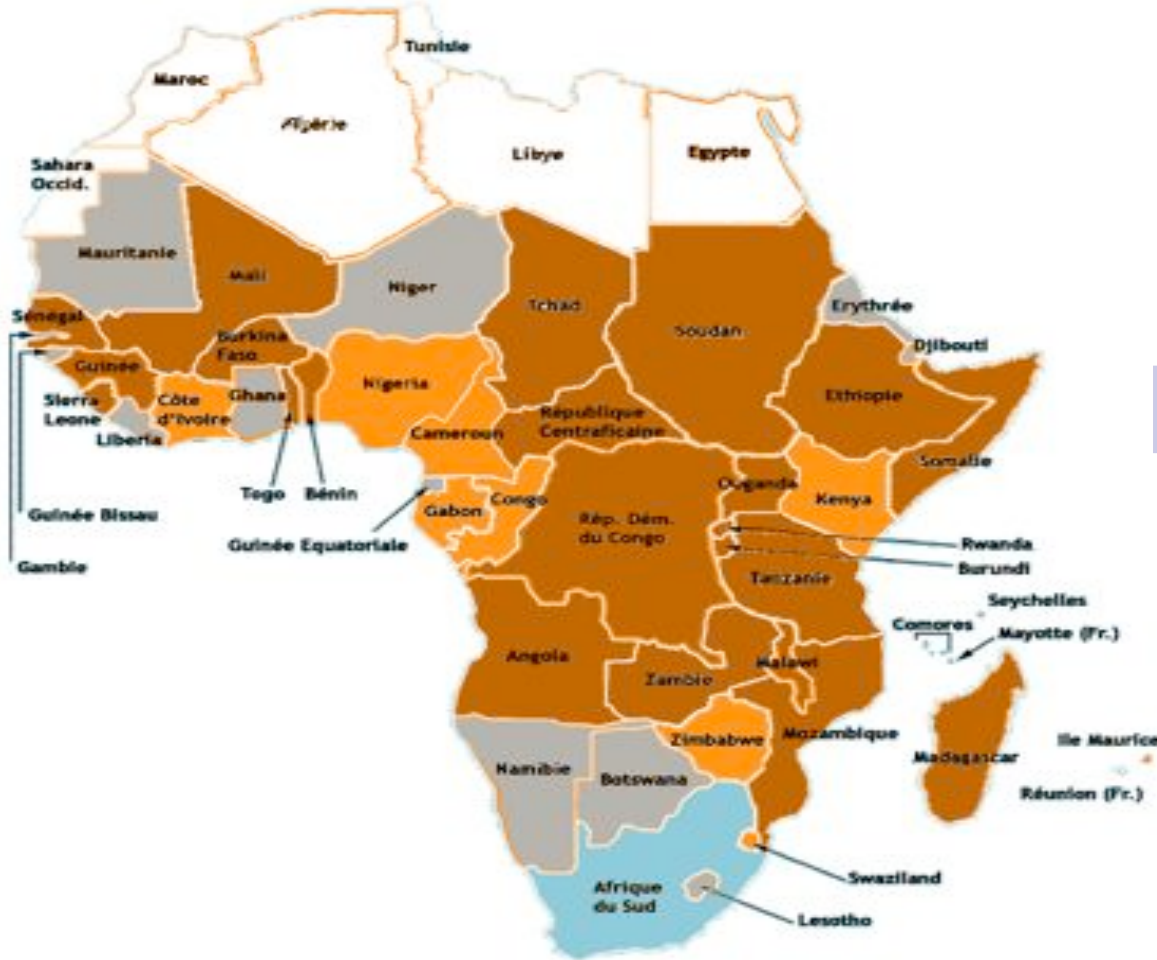 Tunisie
Maroc
Algérie
Libye
Egypte
Sahara
Occid.
Mauritanie
Mali
Niger
Tchad
Soudan
Erythrée
Sénégal
Burkina
Faso
Djibouti
Guinée
Nigeria
Ethiopie
Sierra
Leone
Côte
d'Ivoire
Ghana
Liberia
République
Centraficaine
Cameroun
Somalie
Togo
Bénin
Ouganda
Kenya
Guinée Bissau
Gabon
Congo
Rép. Dém.
du Congo
Guinée Equatoriale
Rwanda
Gambie
Burundi
Tanzanie
Seychelles
Comores
Mayotte (Fr.)
Angola
Malawi
Zambie
Mozambique
Zimbabwe
Ile Maurice
Madagascar
Namibie
Botswana
Réunion (Fr.)
Swaziland
Afrique
du Sud
Lesotho